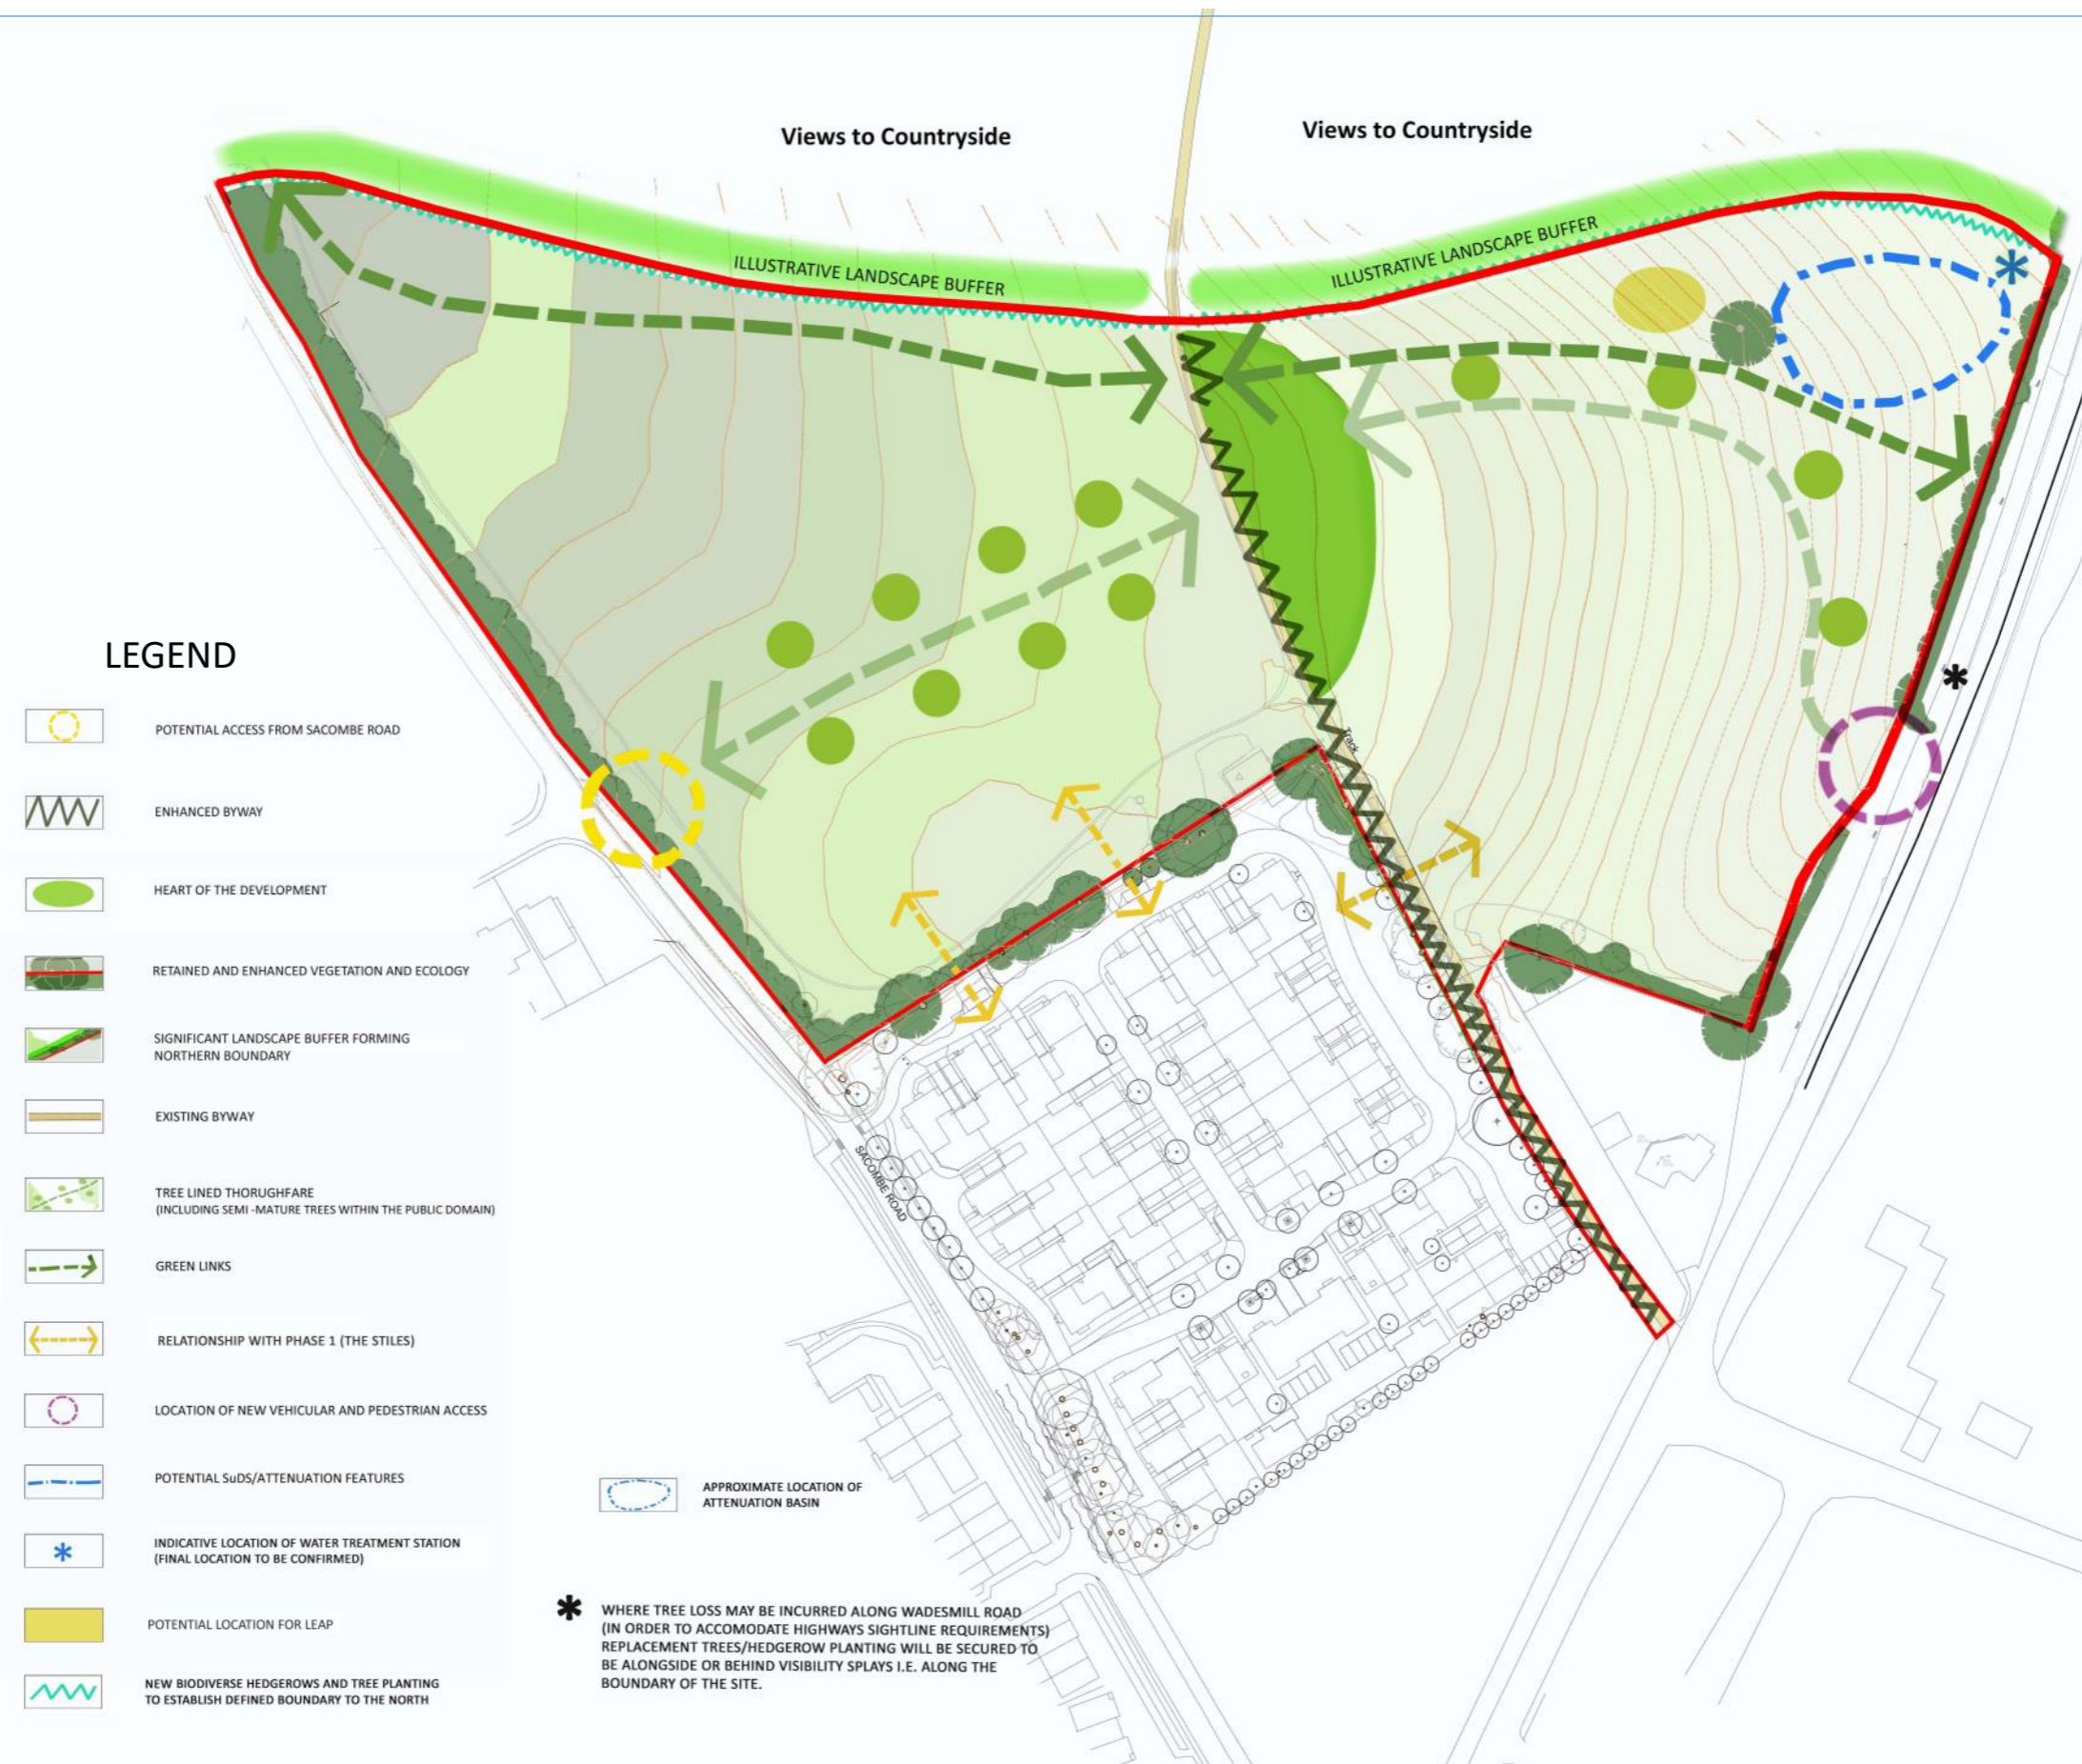 Views to Countryside
Views to Countryside
ILLUSTRATIVE LANDSCAPE BUFFER
ILLUSTRATIVE LANDSCAPE BUFFER
Track
SACOMBE ROAD
LEGEND
POTENTIAL ACCESS FROM SACOMBE ROAD
ENHANCED BYWAY
HEART OF THE DEVELOPMENT
RETAINED AND ENHANCED VEGETATION AND ECOLOGY
SIGNIFICANT LANDSCAPE BUFFER FORMING
NORTHERN BOUNDARY
EXISTING BYWAY
TREE LINED THORUGHFARE
(INCLUDING SEMI -MATURE TREES WITHIN THE PUBLIC DOMAIN)
GREEN LINKS
RELATIONSHIP WITH PHASE 1 (THE STILES)
LOCATION OF NEW VEHICULAR AND PEDESTRIAN ACCESS
POTENTIAL SuDS/ATTENUATION FEATURES
INDICATIVE LOCATION OF WATER TREATMENT STATION
(FINAL LOCATION TO BE CONFIRMED)
POTENTIAL LOCATION FOR LEAP
NEW BIODIVERSE HEDGEROWS AND TREE PLANTING
TO ESTABLISH DEFINED BOUNDARY TO THE NORTH
APPROXIMATE LOCATION OF
ATTENUATION BASIN
* WHERE TREE LOSS MAY BE INCURRED ALONG WADESMILL ROAD
(IN ORDER TO ACCOMODATE HIGHWAYS SIGHTLINE REQUIREMENTS)
REPLACEMENT TREES/HEDGEROW PLANTING WILL BE SECURED TO
BE ALONGSIDE OR BEHIND VISIBILITY SPLAYS I.E. ALONG THE
BOUNDARY OF THE SITE.